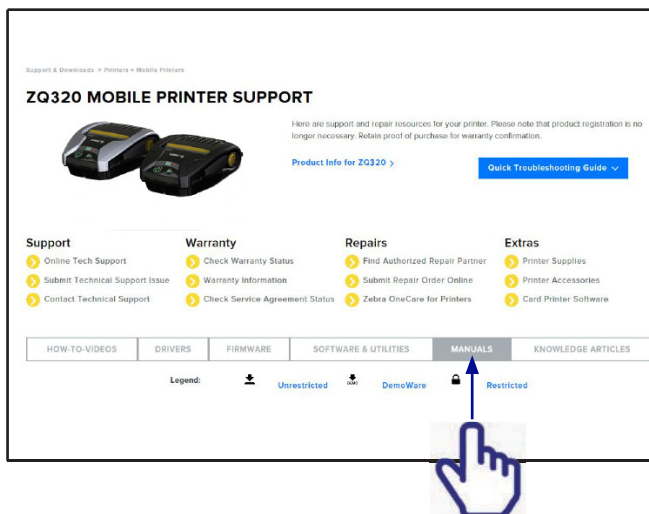 Support & Downloads > Printers > Mobile Printers
ZQ320 MOBILE PRINTER SUPPORT
Here are support and repair resources for your printer. Please note that product registration is no
longer necessary. Retain proof of purchase for warranty confirmation.
Product Info for ZQ320 >
Quick Troubleshooting Guide
Support
Online Tech Support
Submit Technical Support Issue
Contact Technical Support
Warranty
Check Warranty Status
Warranty Information
Check Service Agreement Status
Repairs
Find Authorized Repair Partner
Submit Repair Order Online
Zebra OneCare for Printers
Extras
Printer Supplies
Printer Accessories
Card Printer Software
HOW-TO-VIDEOS DRIVERS FIRMWARE SOFTWARE & UTILITIES MANUALS KNOWLEDGE ARTICLES
Legend: Unrestricted DEMO DemoWare Restricted